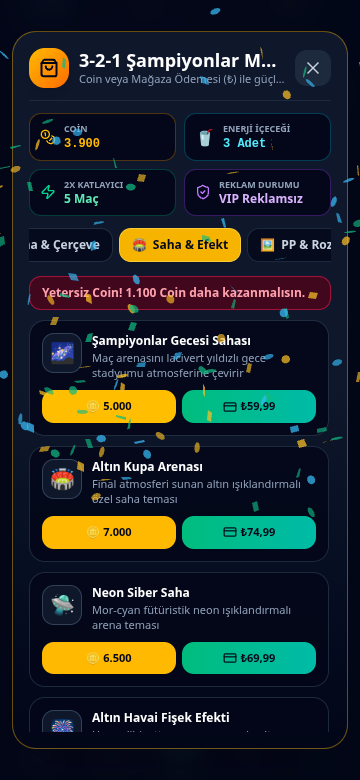 3-2-1 Şampiyonlar M...
Coin veya Mağaza Ödemesi (₺) ile güçl...
COİN
3.900
ENERJİ İÇECEĞİ
3 Adet
2X KATLAYICI
5 Maç
REKLAM DURUMU
VIP Reklamsız
a & Çerçeve
Saha & Efekt
PP & Roz
Yetersiz Coin! 1.100 Coin daha kazanmalısın.
Şampiyonlar Gecesi Sahası
Maç arenasını lacivert yıldızlı gece
stadyumu atmosferine çevirir
5.000
₺59,99
Altın Kupa Arenası
Final atmosferi sunan altın ışıklandırmalı
özel saha teması
7.000
₺74,99
Neon Siber Saha
Mor-cyan fütüristik neon ışıklandırmalı
arena teması
6.500
₺69,99
Altın Havai Fişek Efekti